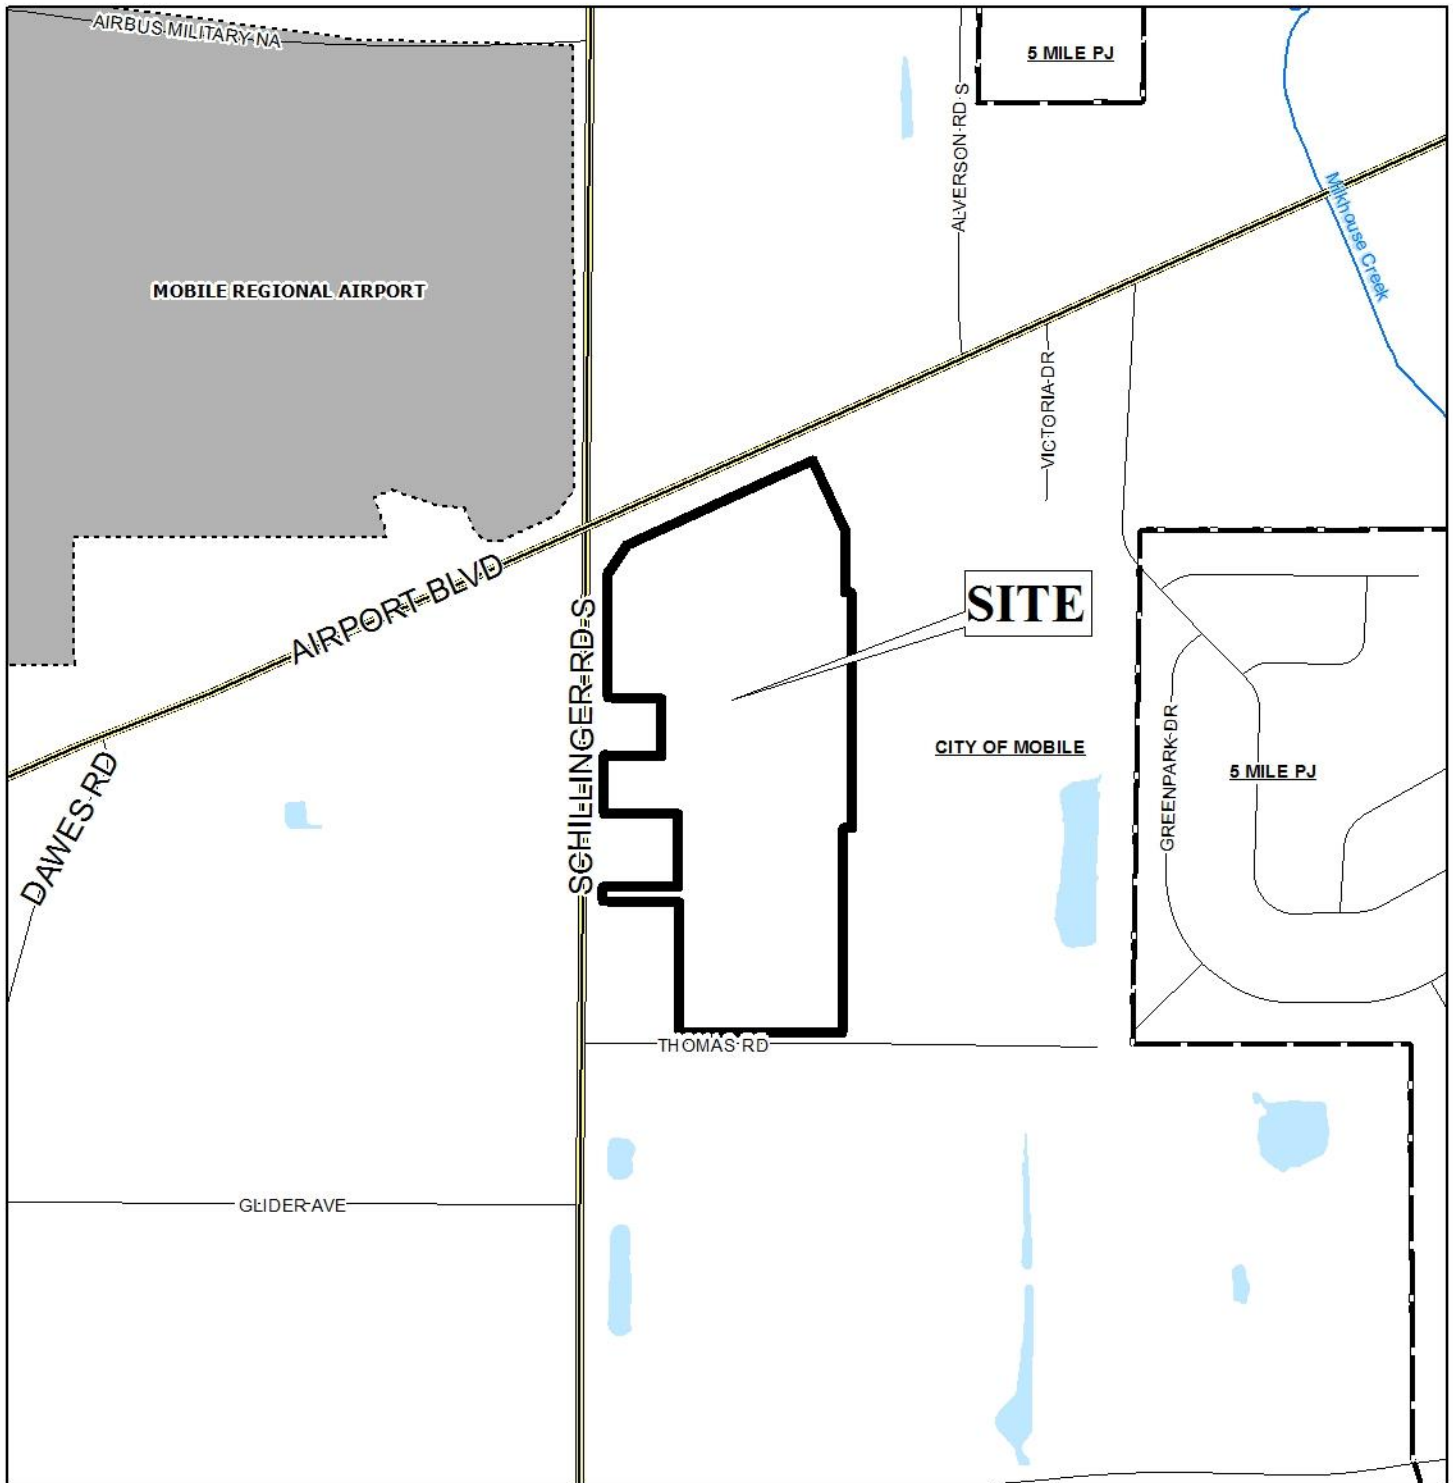 AIRBUS MILITARY NA
5 MILE PJ
ALVERSON RD S
Milkhouse Creek
MOBILE REGIONAL AIRPORT
VICTORIA DR
AIRPORT BLVD
SITE
SCHILLINGER RD S
CITY OF MOBILE
GREENPARK DR
5 MILE PJ
DAWES RD
THOMAS RD
GLIDER AVE